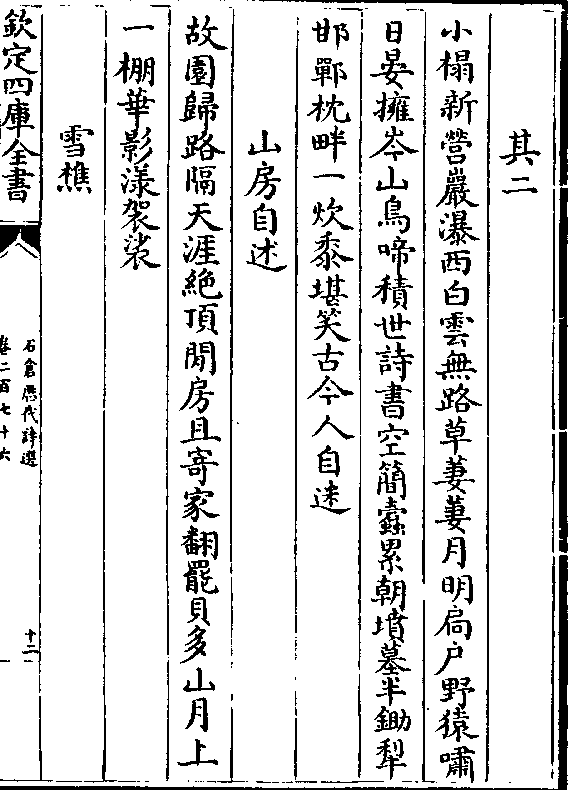 其二
小榻新營巖瀑西白雲無路草萋萋月明扃户野猿嘯
日晏擁岑山鳥啼積世詩書空簡蠹累朝墳墓半鋤犁
邯鄲枕畔一炊黍堪笑古今人自迷
山房自述
故園歸路隔天涯絶頂閒房且寄家翻罷貝多山月上
一棚華影漾袈裟
雪樵
欽定四庫全書
石倉歴代詩選
卷二百七十六
十二